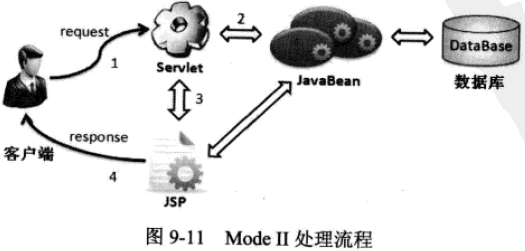 request
1
2
Servlet
JavaBean
DataBase
数据库
3
response
4
客户端
JSP
图 9-11 Mode II 处理流程